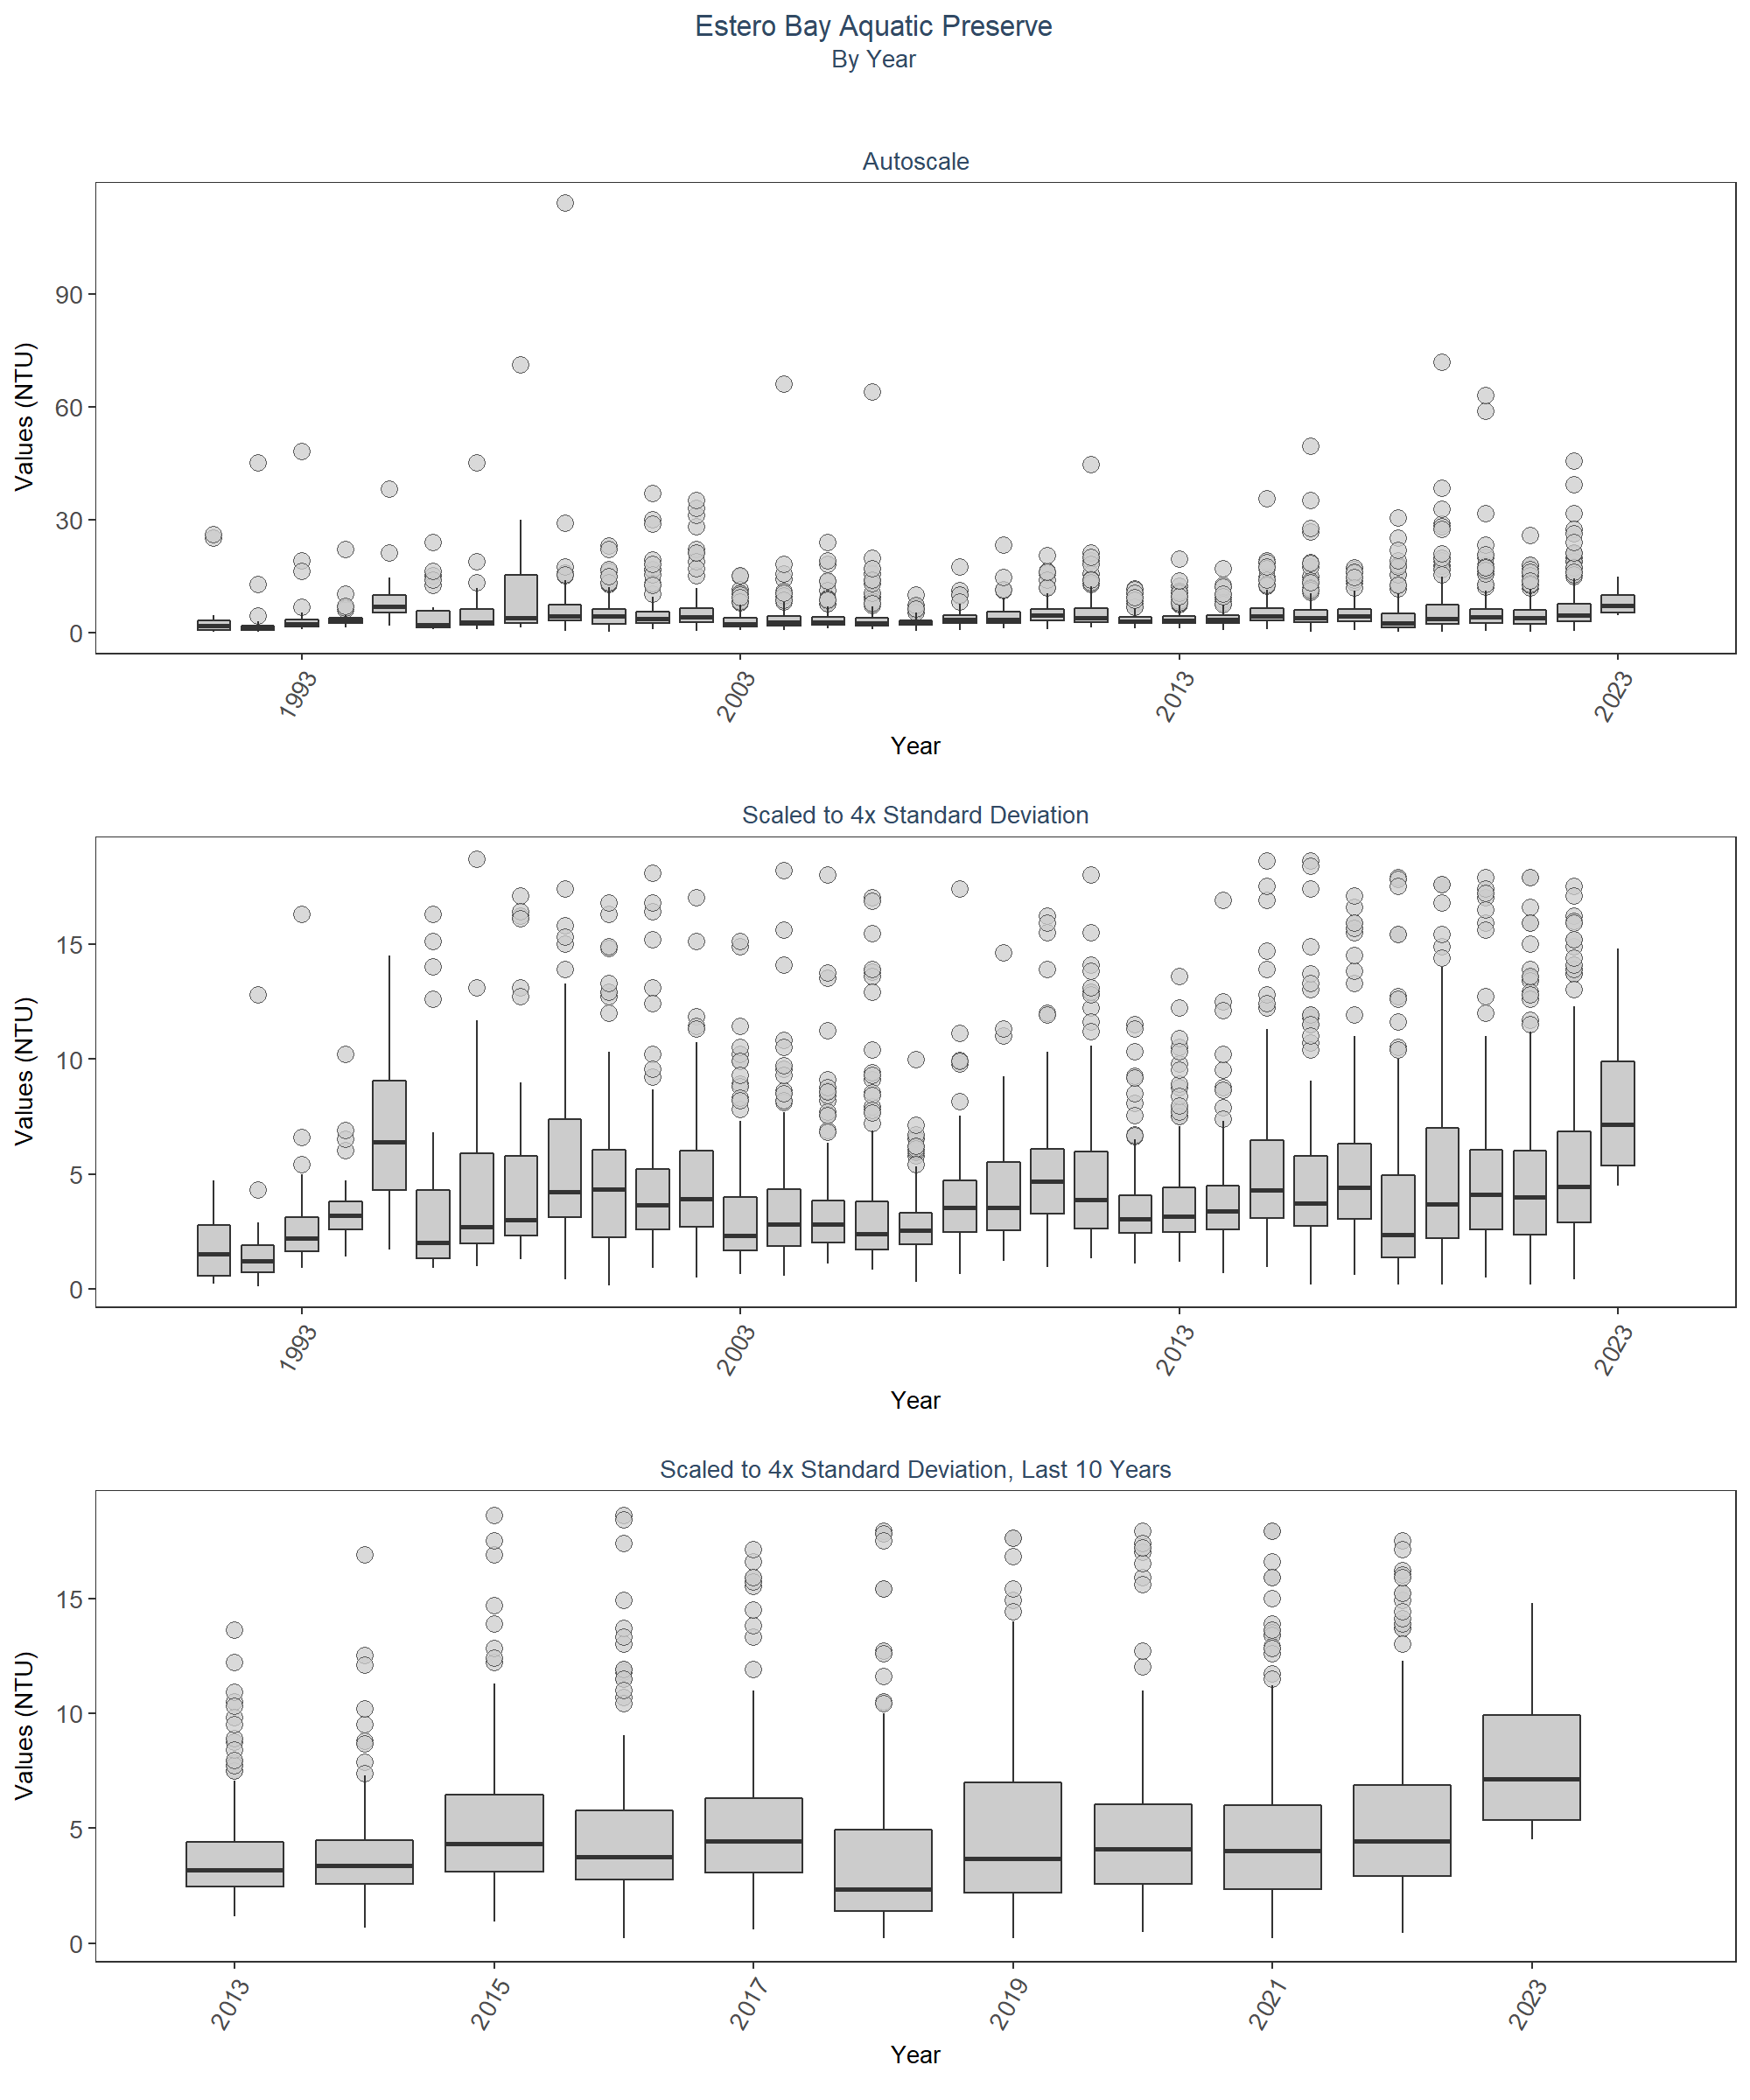 Estero Bay Aquatic Preserve
By Year
Autoscale
Values (NTU)
90
60
30
0
1993
2003
2013
2023
Year
Scaled to 4x Standard Deviation
Values (NTU)
15
10
5
0
1993
2003
2013
2023
Year
Scaled to 4x Standard Deviation, Last 10 Years
Values (NTU)
15
10
5
0
2013
2015
2017
2019
2021
2023
Year